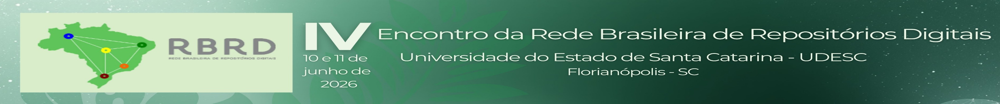 RBRD
REDE BRASILEIRA DE REPOSITÓRIOS DIGITAIS
IV
10 e 11 de
junho de
2026
Encontro da Rede Brasileira de Repositórios Digitais
Universidade do Estado de Santa Catarina - UDESC
Florianópolis - SC